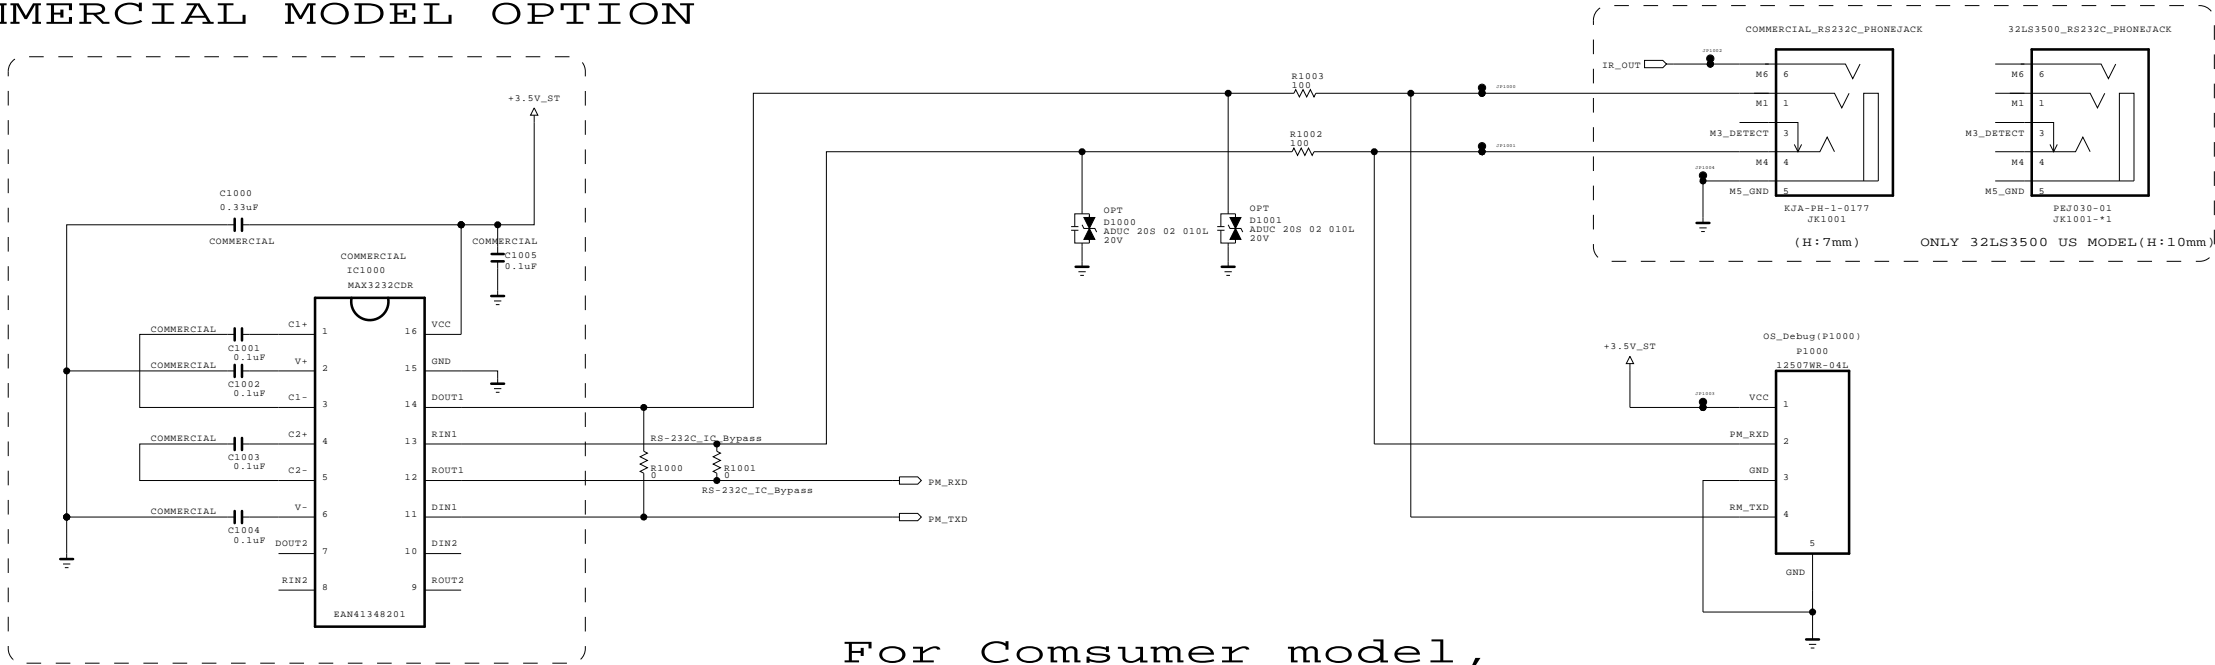 MERCIAL MODEL OPTION
+3.5V_ST
C1000
0.33uF
COMMERCIAL
COMMERCIAL
C1005
0.1uF
COMMERCIAL
IC1000
MAX3232CDR
COMMERCIAL
C1001
0.1uF
COMMERCIAL
C1002
0.1uF
COMMERCIAL
C1003
0.1uF
COMMERCIAL
C1004
0.1uF
C1+
1
V+
2
C1-
3
C2+
4
C2-
5
V-
6
DOUT2
7
RIN2
8
16
VCC
15
GND
14
DOUT1
13
RIN1
12
ROUT1
11
DIN1
10
DIN2
9
ROUT2
EAN41348201
RS-232C_IC_Bypass
R1000
0
R1001
0
RS-232C_IC_Bypass
PM_RXD
PM_TXD
R1003
100
R1002
100
OPT
D1000
ADUC 20S 02 010L
20V
OPT
D1001
ADUC 20S 02 010L
20V
JP1000
JP1001
COMMERCIAL_RS232C_PHONEJACK
IR_OUT
JP1002
M6
6
M1
1
M3_DETECT
3
M4
4
JP1004
M5_GND
5
KJA-PH-1-0177
JK1001
(H:7mm)
32LS3500_RS232C_PHONEJACK
M6
6
M1
1
M3_DETECT
3
M4
4
M5_GND
5
PEJ030-01
JK1001-*1
ONLY 32LS3500 US MODEL(H:10mm)
OS_Debug(P1000)
P1000
12507WR-04L
+3.5V_ST
JP1003
VCC
1
PM_RXD
2
GND
3
RM_TXD
4
5
GND
For Comsumer model,